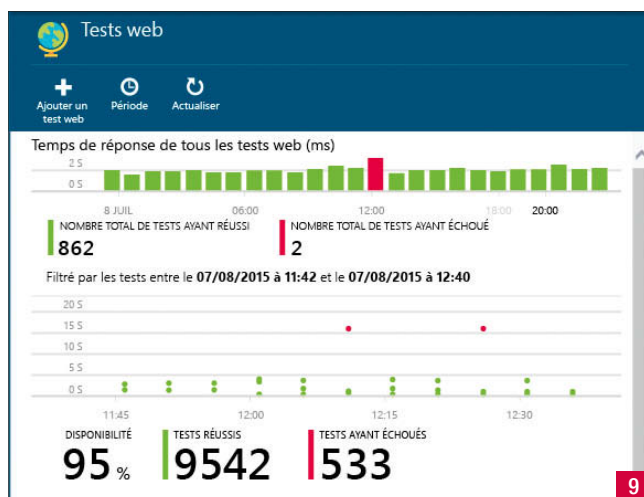 Tests web
Ajouter un test web
Période
Actualiser
Temps de réponse de tous les tests web (ms)
2 S
0 S
8 JUIL 06:00 12:00 18:00 20:00
NOMBRE TOTAL DE TESTS AYANT RÉUSSI
862
NOMBRE TOTAL DE TESTS AYANT ÉCHOUÉ
2
Filtré par les tests entre le 07/08/2015 à 11:42 et le 07/08/2015 à 12:40
20 S
15 S
10 S
5 S
0 S
11:45 12:00 12:15 12:30
DISPONIBILITÉ
95 %
TESTS RÉUSSIS
9542
TESTS AYANT ÉCHOUÉS
533
9